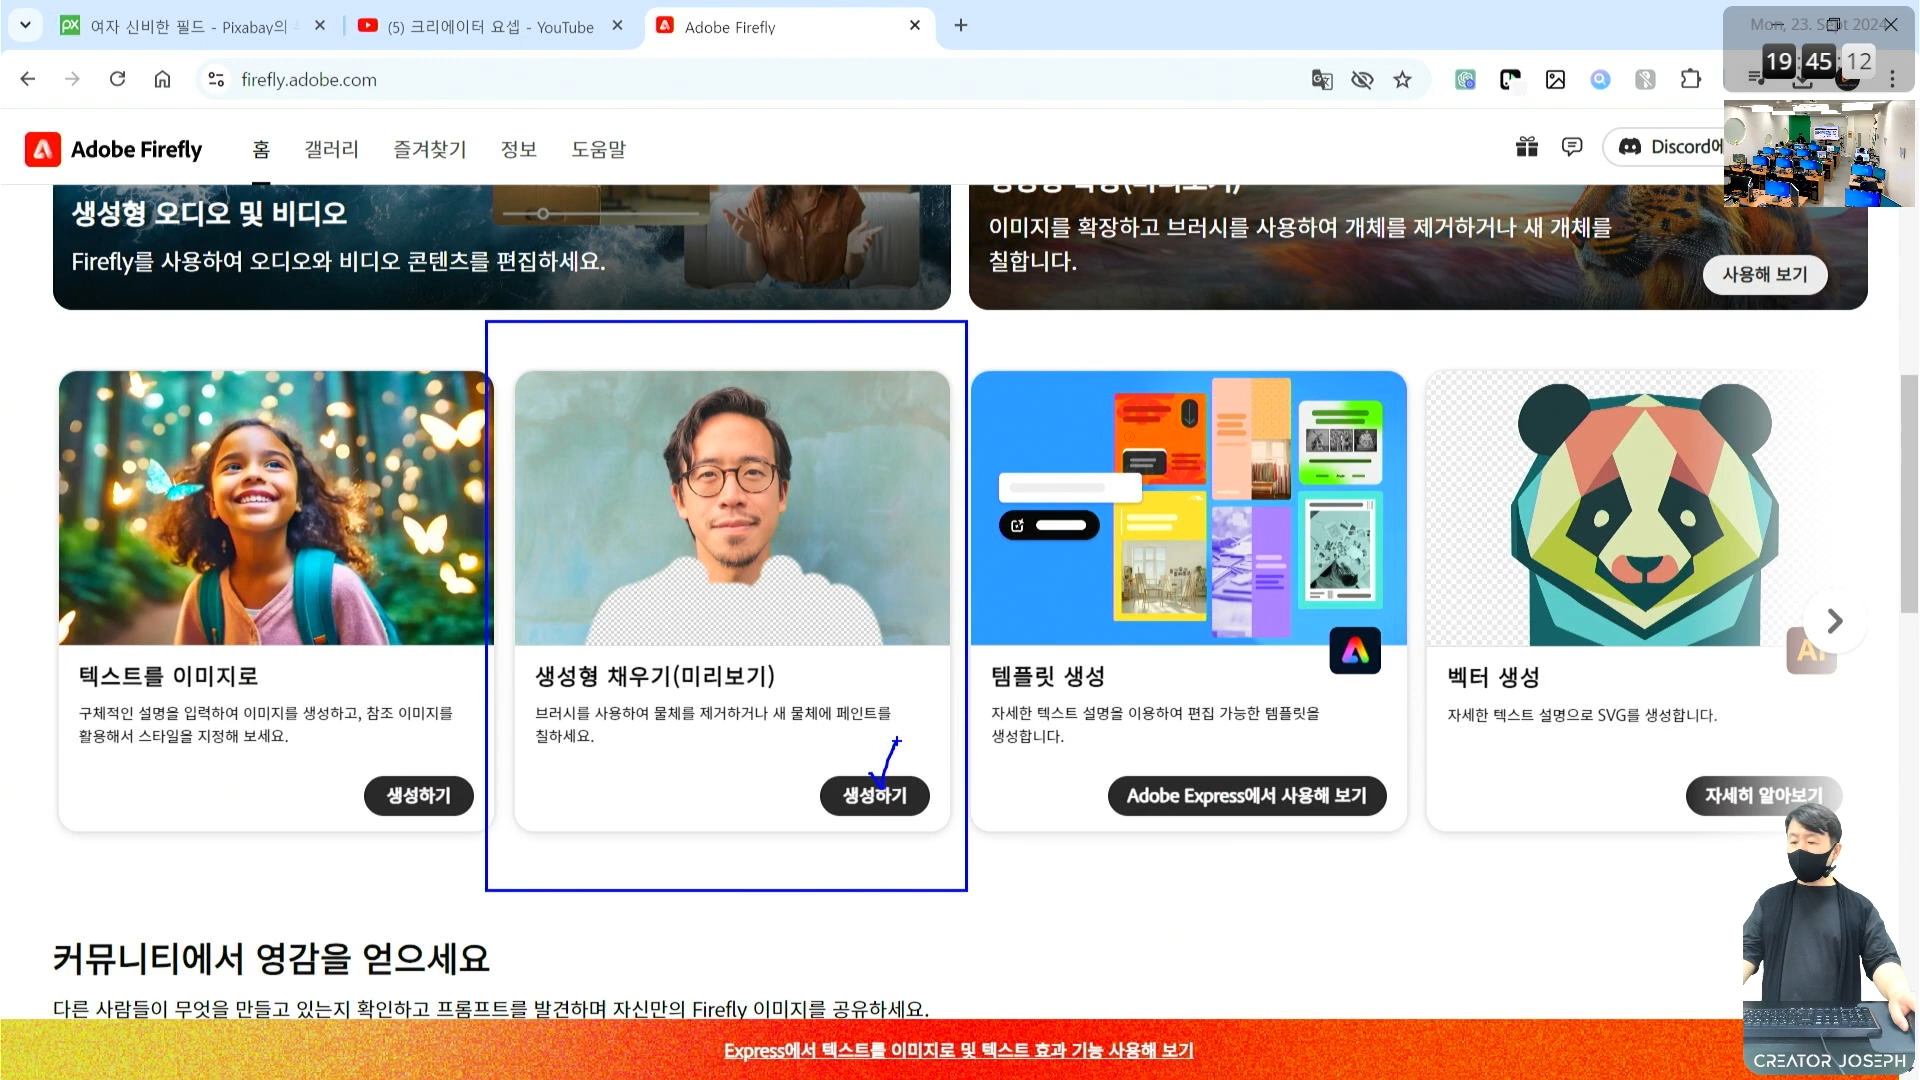 여자 신비한 필드 - Pixabay의
(5) 크리에이터 요셉 - YouTube
Adobe Firefly
Mon, 23. Sept 2024
19 45 12
firefly.adobe.com
Adobe Firefly
홈
갤러리
즐겨찾기
정보
도움말
Discord에
생성형 오디오 및 비디오
Firefly를 사용하여 오디오와 비디오 콘텐츠를 편집하세요.
이미지를 확장하고 브러시를 사용하여 개체를 제거하거나 새 개체를
칠합니다.
사용해 보기
텍스트를 이미지로
구체적인 설명을 입력하여 이미지를 생성하고, 참조 이미지를
활용해서 스타일을 지정해 보세요.
생성하기
생성형 채우기(미리보기)
브러시를 사용하여 물체를 제거하거나 새 물체에 페인트를
칠하세요.
생성하기
템플릿 생성
자세한 텍스트 설명을 이용하여 편집 가능한 템플릿을
생성합니다.
Adobe Express에서 사용해 보기
Ai
벡터 생성
자세한 텍스트 설명으로 SVG를 생성합니다.
자세히 알아보기
커뮤니티에서 영감을 얻으세요
다른 사람들이 무엇을 만들고 있는지 확인하고 프롬프트를 발견하며 자신만의 Firefly 이미지를 공유하세요.
Express에서 텍스트를 이미지로 및 텍스트 효과 기능 사용해 보기
CREATOR JOSEPH